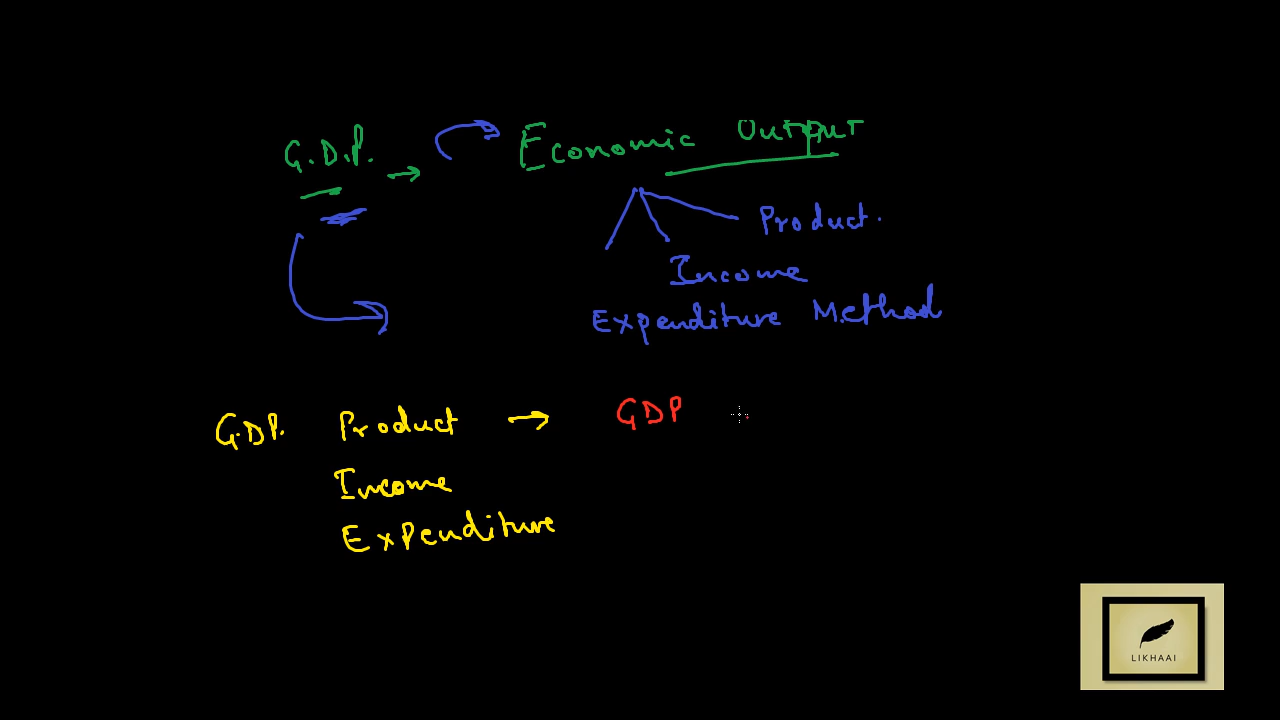 G.D.P. → Economic Output
Product.
Income
Expenditure Method
G.D.P. Product → GDP
Income
Expenditure
LIKHAAI